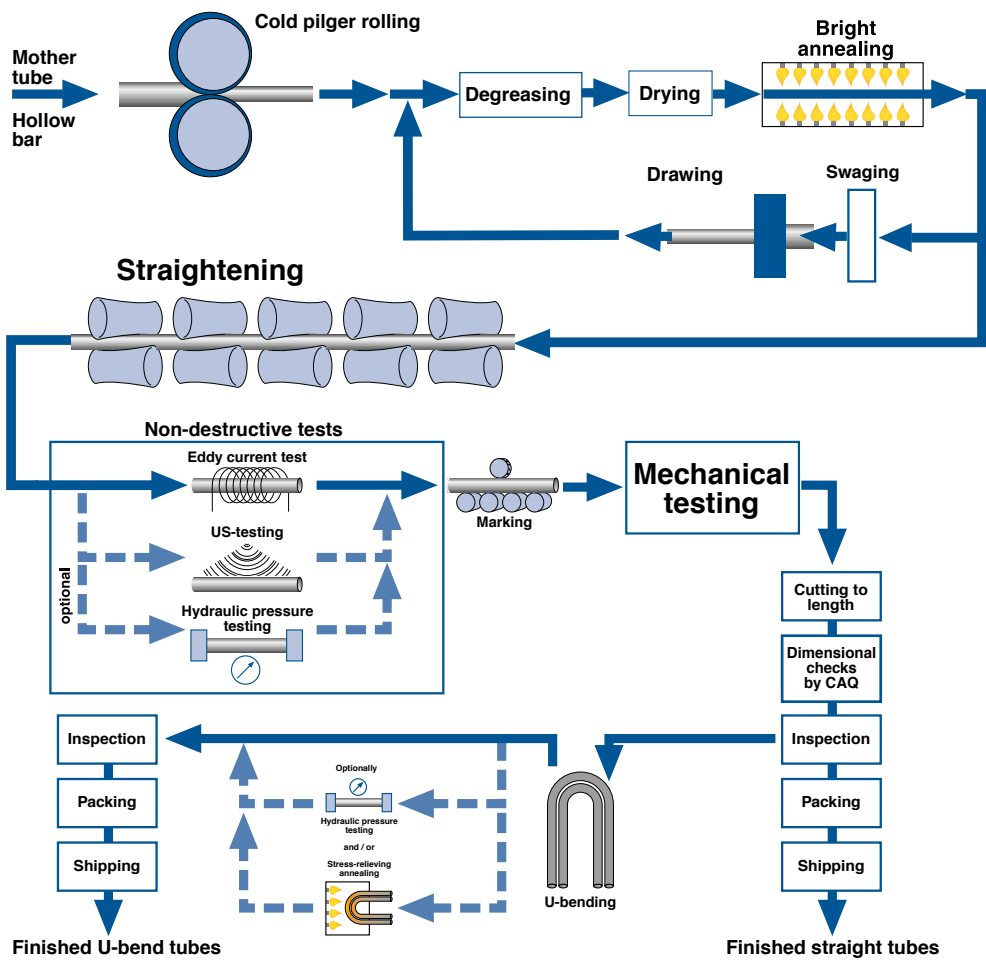 Cold pilger rolling
Mother
tube
Hollow
bar
Degreasing
Drying
Bright
annealing
Drawing
Swaging
Straightening
Non-destructive tests
Eddy current test
US-testing
Hydraulic pressure
testing
optional
Marking
Mechanical
testing
Cutting to
length
Dimensional
checks
by CAQ
Inspection
Packing
Shipping
Finished straight tubes
U-bending
Optionally
Hydraulic pressure
testing
and / or
Stress-relieving
annealing
Inspection
Packing
Shipping
Finished U-bend tubes